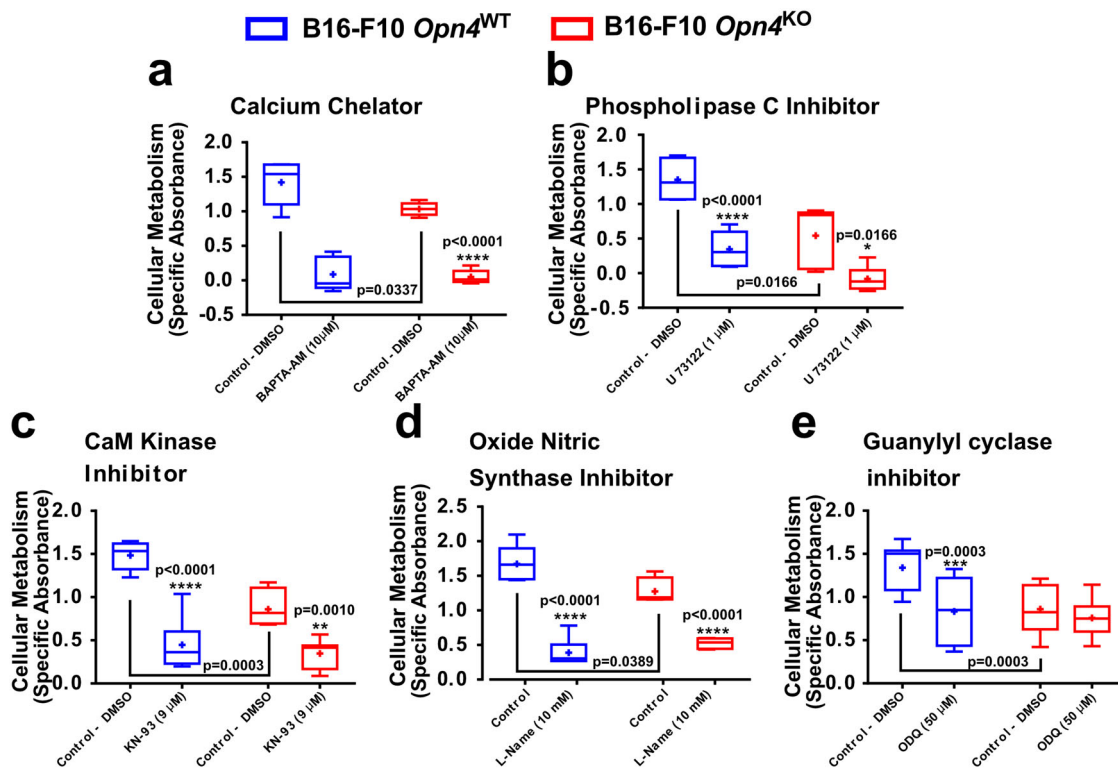 B16-F10 Opn4WT B16-F10 Opn4KO
a
Calcium Chelator
Cellular Metabolism
(Specific Absorbance)
2.0
1.5
1.0
0.5
0.0
-0.5
p<0.0001
****
p=0.0337
Control - DMSO
BAPTA-AM (10µM)
Control - DMSO
BAPTA-AM (10µM)
b
Phospholipase C Inhibitor
Cellular Metabolism
(Specific Absorbance)
2.0
1.5
1.0
0.5
0.0
-0.5
p<0.0001
****
p=0.0166
*
p=0.0166
Control - DMSO
U 73122 (1 µM)
Control - DMSO
U 73122 (1 µM)
c
CaM Kinase
Inhibitor
Cellular Metabolism
(Specific Absorbance)
2.0
1.5
1.0
0.5
0.0
p<0.0001
****
p=0.0010
**
p=0.0003
Control - DMSO
KN-93 (9 µM)
Control - DMSO
KN-93 (9 µM)
d
Oxide Nitric
Synthase Inhibitor
Cellular Metabolism
(Specific Absorbance)
2.5
2.0
1.5
1.0
0.5
0.0
p<0.0001
****
p<0.0001
****
p=0.0389
Control
L-Name (10 mM)
Control
L-Name (10 mM)
e
Guanylyl cyclase
inhibitor
Cellular Metabolism
(Specific Absorbance)
2.0
1.5
1.0
0.5
0.0
p=0.0003
***
p=0.0003
Control - DMSO
ODQ (50 µM)
Control - DMSO
ODQ (50 µM)